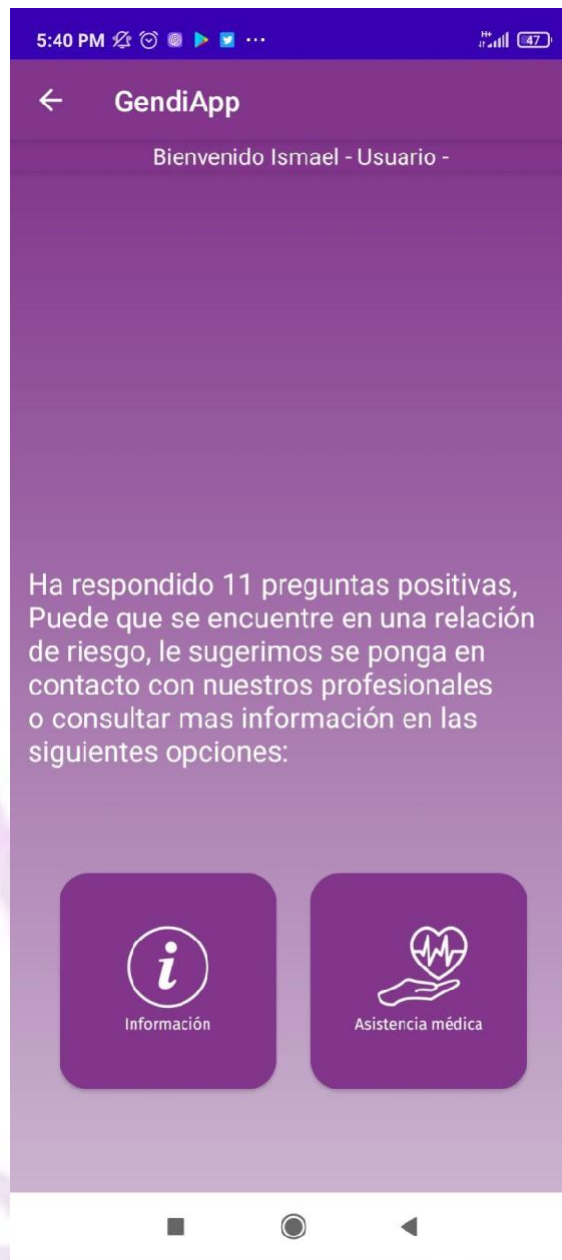 5:40 PM ... 47
GendiApp
Bienvenido Ismael - Usuario -
Ha respondido 11 preguntas positivas,
Puede que se encuentre en una relación
de riesgo, le sugerimos se ponga en
contacto con nuestros profesionales
o consultar mas información en las
siguientes opciones:
Información Asistencia médica